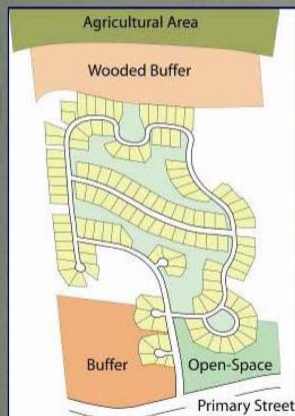 Agricultural Area
Wooded Buffer
Buffer
Open-Space
Primary Street